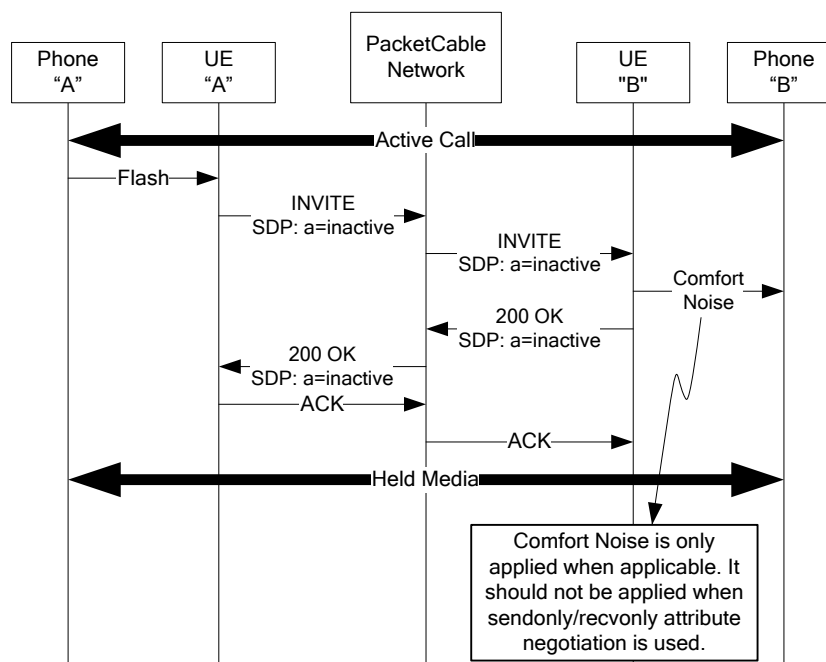 Phone
“A”
UE
“A”
PacketCable
Network
UE
"B"
Phone
“B”
Active Call
Flash
INVITE
SDP: a=inactive
INVITE
SDP: a=inactive
Comfort
Noise
200 OK
SDP: a=inactive
200 OK
SDP: a=inactive
ACK
ACK
Held Media
Comfort Noise is only
applied when applicable. It
should not be applied when
sendonly/recvonly attribute
negotiation is used.